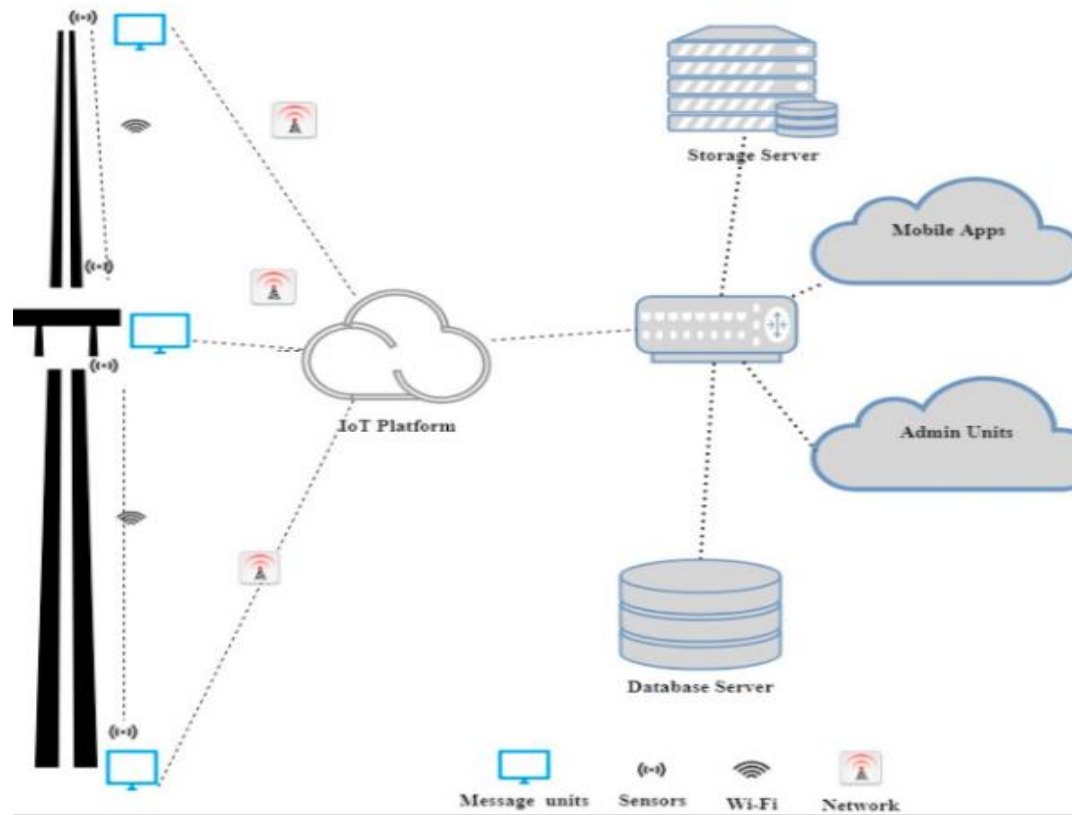 Storage Server
Mobile Apps
IoT Platform
Admin Units
Database Server
Message units
Sensors
Wi-Fi
Network